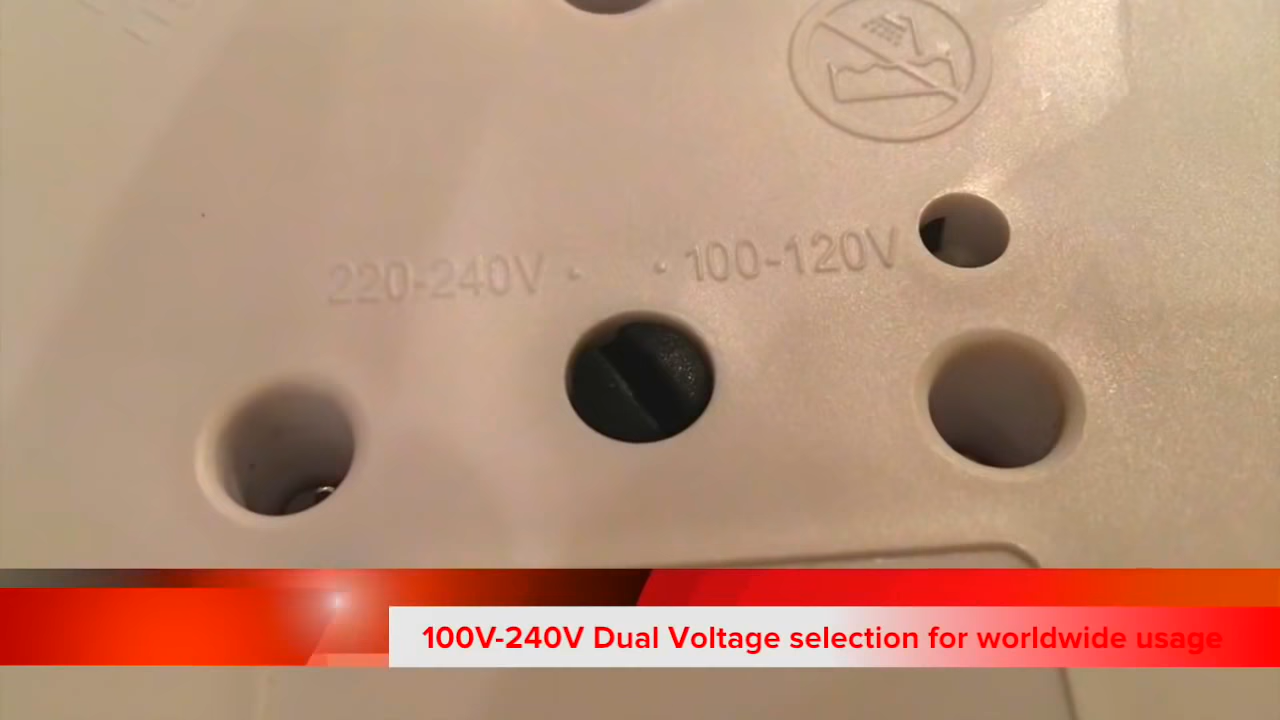 220-240V · · 100-120V
100V-240V Dual Voltage selection for worldwide usage